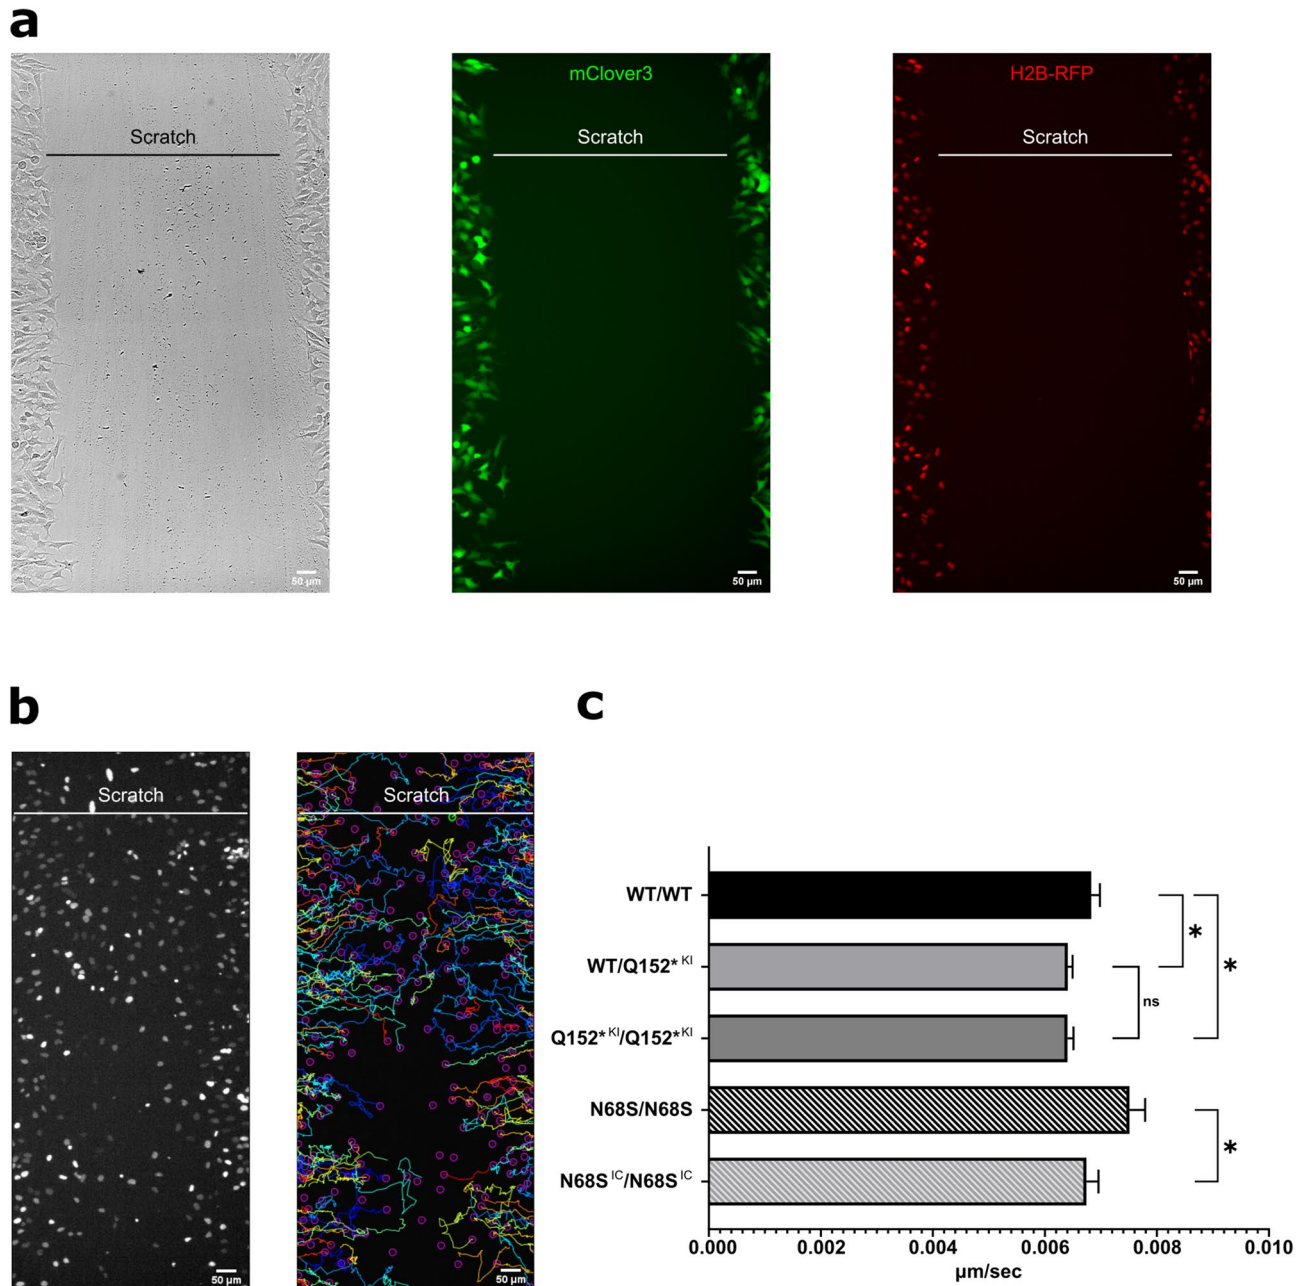 a
Scratch
50 µm
mClover3
Scratch
50 µm
H2B-RFP
Scratch
50 µm
b
Scratch
50 µm
Scratch
50 µm
c
WT/WT
WT/Q152*KI
Q152*KI/Q152*KI
N68S/N68S
N68SIC/N68SIC
*
*
ns
*
0.000 0.002 0.004 0.006 0.008 0.010
µm/sec